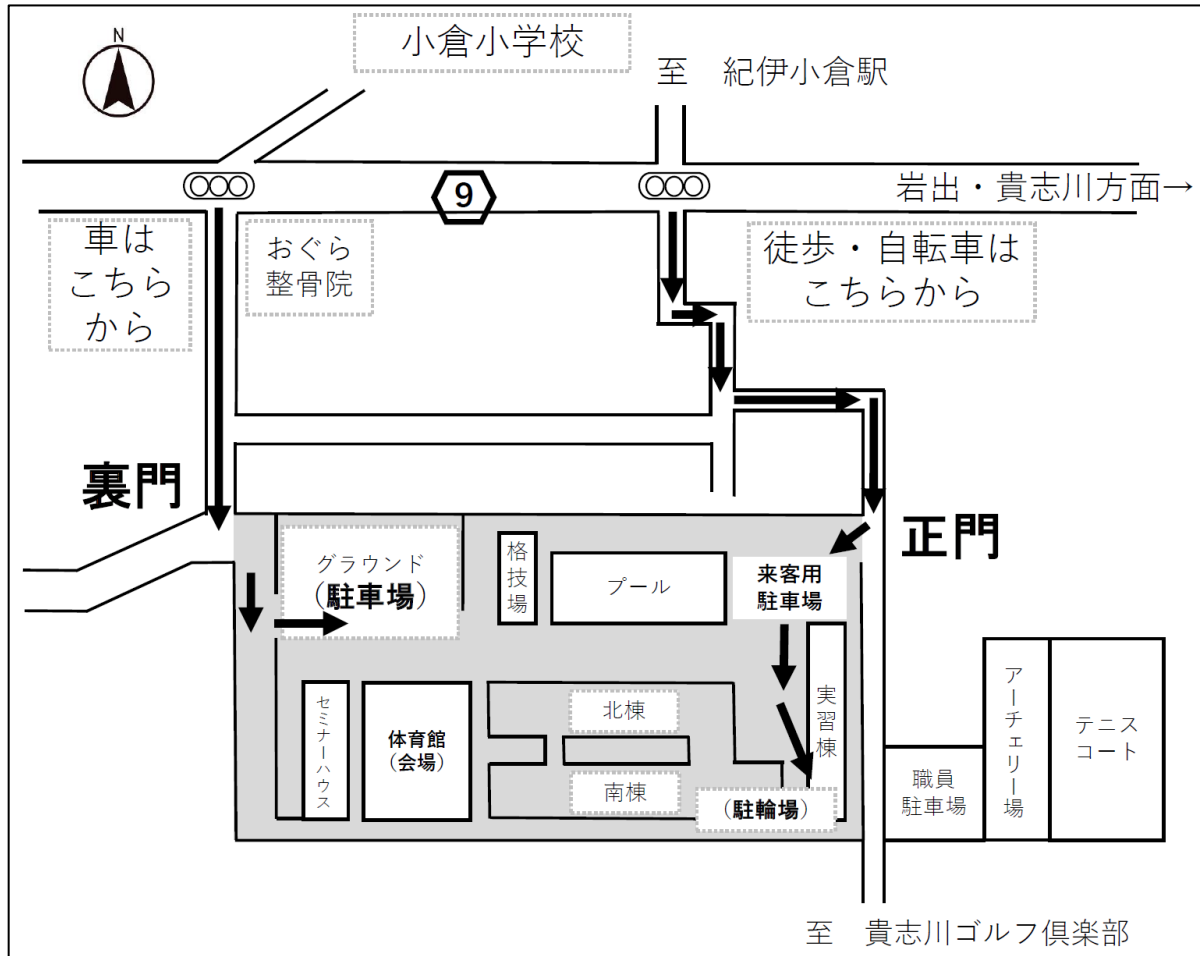 N
小倉小学校
至　紀伊小倉駅
9
岩出・貴志川方面→
車は
こちら
から
おぐら
整骨院
徒歩・自転車は
こちらから
裏門
正門
グラウンド
（駐車場）
格技場
プール
来客用
駐車場
セミナーハウス
体育館
（会場）
北棟
南棟
実習棟
（駐輪場）
職員
駐車場
アーチェリー場
テニス
コート
至　貴志川ゴルフ倶楽部